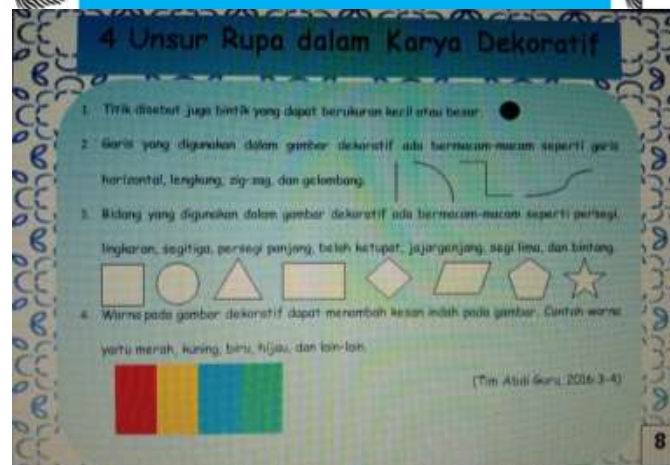 4 Unsur Rupa dalam Karya Dekoratif
1. Titik disebut juga bintik yang dapat berukuran kecil atau besar.
2. Garis yang digunakan dalam gambar dekoratif ada bermacam-macam seperti garis
horizontal, lengkung, zig-zag, dan gelombang.
3. Bidang yang digunakan dalam gambar dekoratif ada bermacam-macam seperti persegi,
lingkaran, segitiga, persegi panjang, belah ketupat, jajargenjang, segi lima, dan bintang.
4. Warna pada gambar dekoratif dapat menambah kesan indah pada gambar. Contoh warna
yaitu merah, kuning, biru, hijau, dan lain-lain.
(Tim Abdi Guru, 2016:3-4)
8